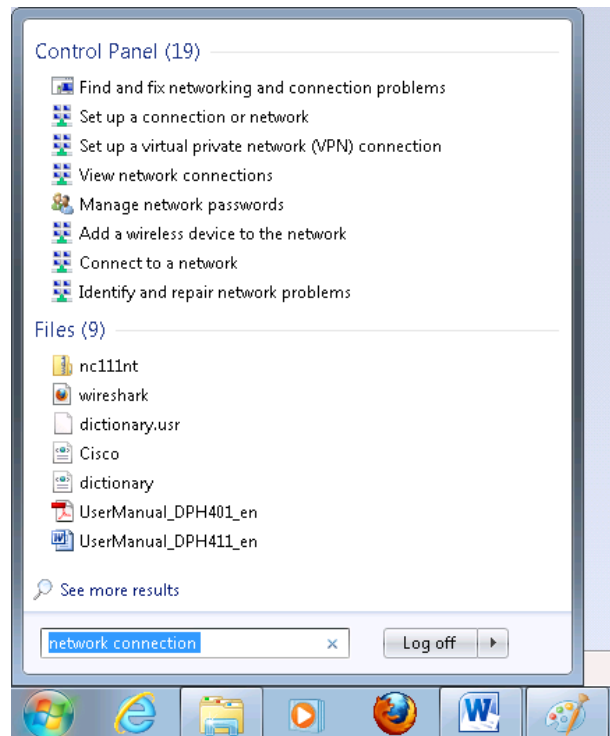 Control Panel (19)
Find and fix networking and connection problems
Set up a connection or network
Set up a virtual private network (VPN) connection
View network connections
Manage network passwords
Add a wireless device to the network
Connect to a network
Identify and repair network problems
Files (9)
nc111nt
wireshark
dictionary.usr
Cisco
dictionary
UserManual_DPH401_en
UserManual_DPH411_en
See more results
network connection
Log off